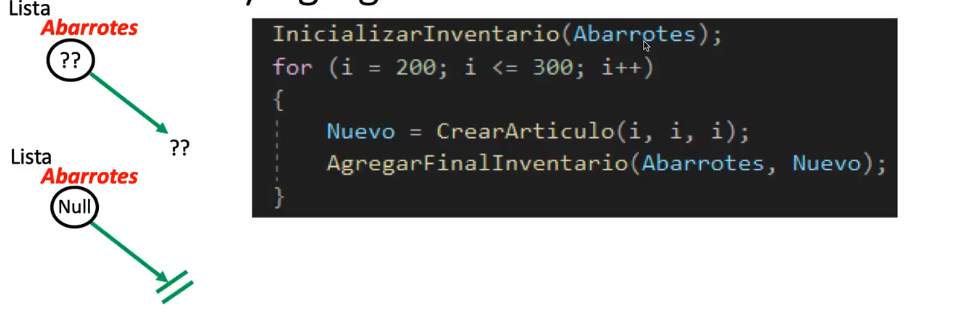 Lista
Abarrotes
??
??
Lista
Abarrotes
Null
InicializarInventario(Abarrotes);
for (i = 200; i <= 300; i++)
{
Nuevo = CrearArticulo(i, i, i);
AgregarFinalInventario(Abarrotes, Nuevo);
}